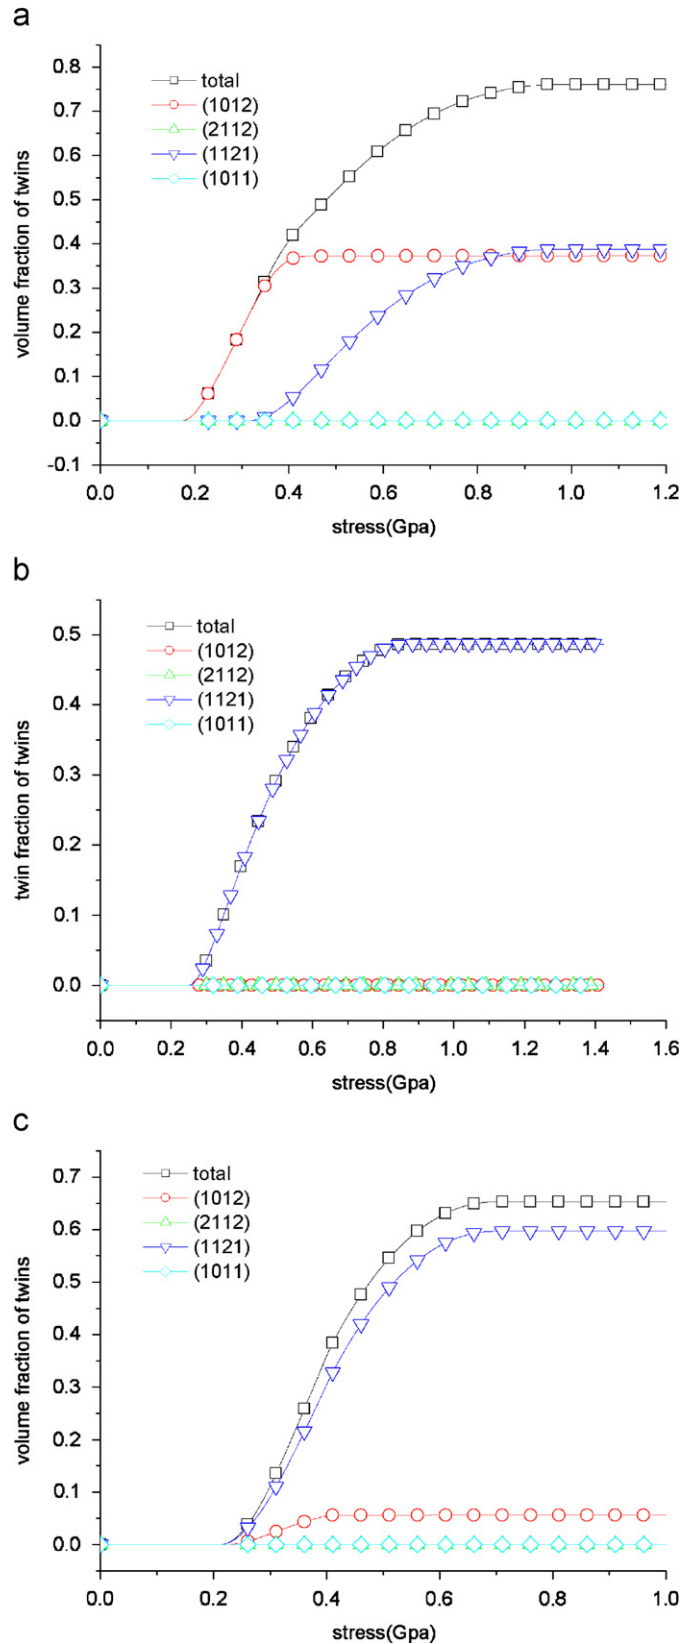 a
0.8
0.7
0.6
0.5
0.4
0.3
0.2
0.1
0.0
-0.1
volume fraction of twins
total
(1012)
(2112)
(1121)
(1011)
0.0 0.2 0.4 0.6 0.8 1.0 1.2
stress(Gpa)
b
0.5
0.4
0.3
0.2
0.1
0.0
twin fraction of twins
total
(1012)
(2112)
(1121)
(1011)
0.0 0.2 0.4 0.6 0.8 1.0 1.2 1.4 1.6
stress(Gpa)
c
0.7
0.6
0.5
0.4
0.3
0.2
0.1
0.0
volume fraction of twins
total
(1012)
(2112)
(1121)
(1011)
0.0 0.2 0.4 0.6 0.8 1.0
stress(Gpa)